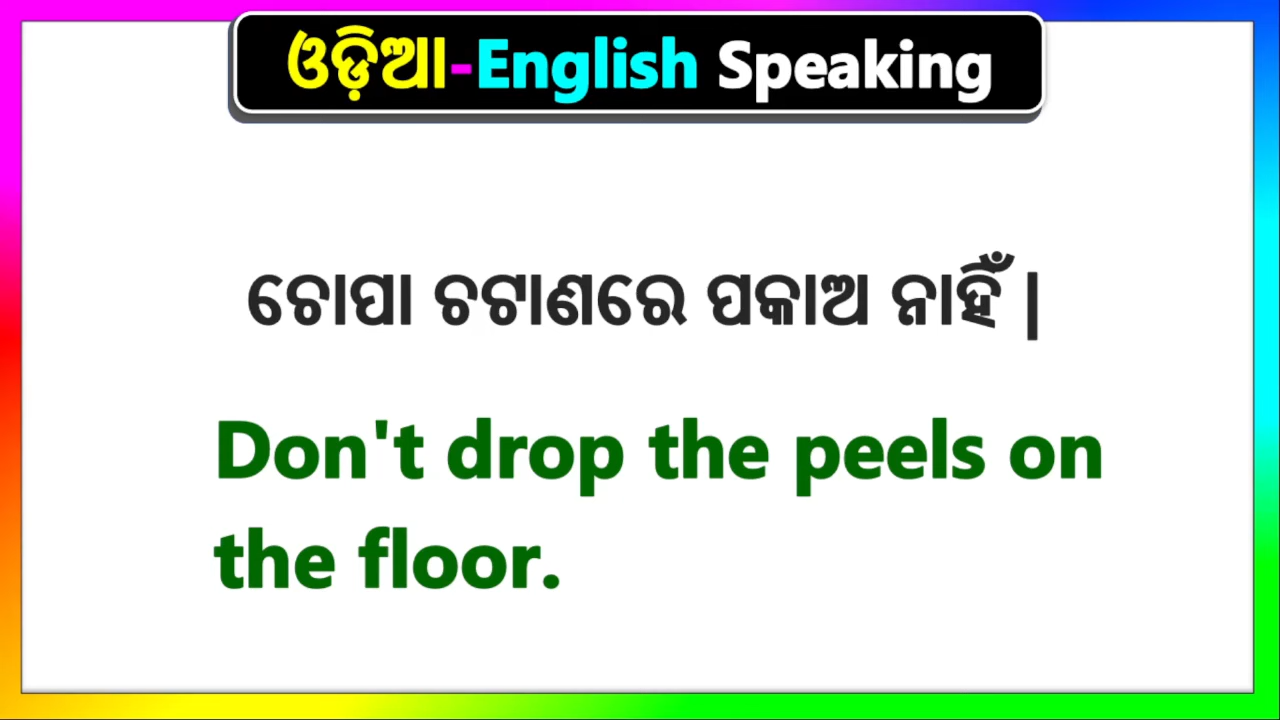 ଓଡ଼ିଆ-English Speaking
ଚୋପା ଚଟାଣରେ ପକାଅ ନାହିଁ |
Don't drop the peels on
the floor.